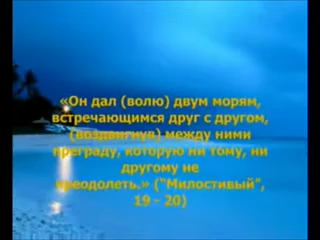 «Он дал (волю) двум морям,
встречающимся друг с другом,
(воздвигнув) между ними
преграду, которую ни тому, ни
другому не
преодолеть.» ("Милостивый",
19 - 20)